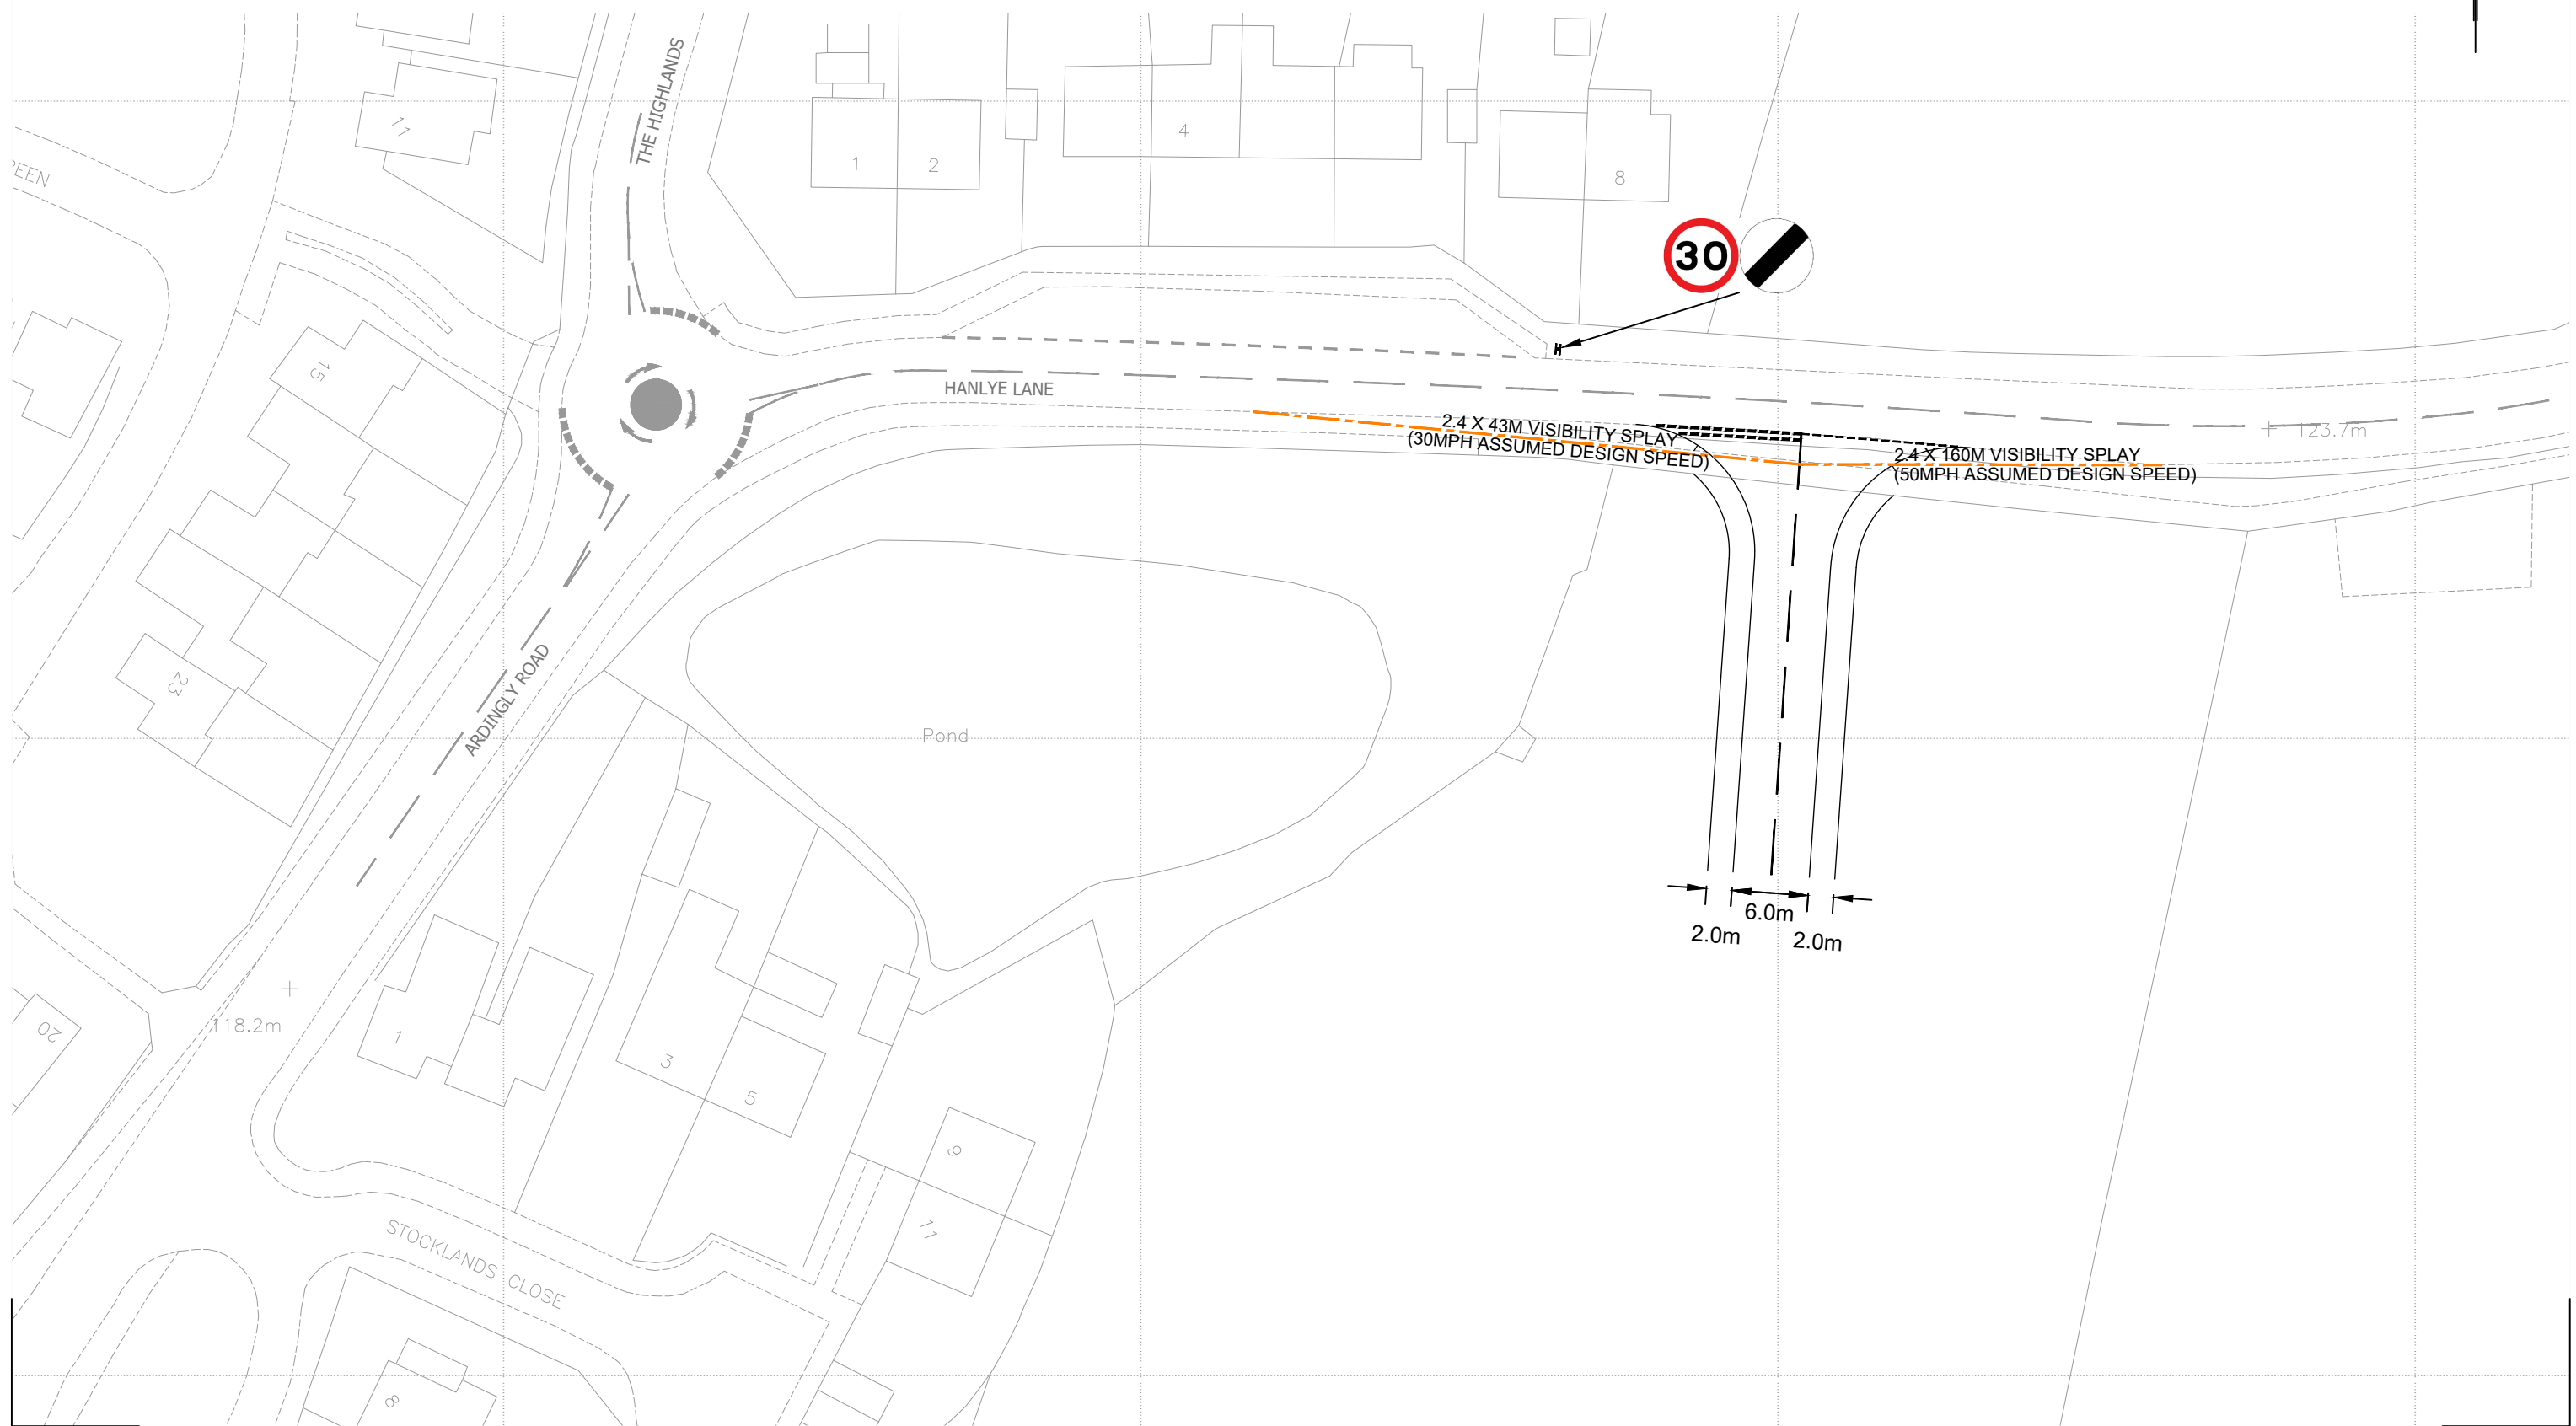 THE HIGHLANDS
11
1
2
4
8
30
15
HANLYE LANE
2.4 X 43M VISIBILITY SPLAY
(30MPH ASSUMED DESIGN SPEED)
123.7m
2.4 X 160M VISIBILITY SPLAY
(50MPH ASSUMED DESIGN SPEED)
23
ARDINGLY ROAD
Pond
6.0m
2.0m
2.0m
118.2m
20
1
3
5
9
11
STOCKLANDS CLOSE
8